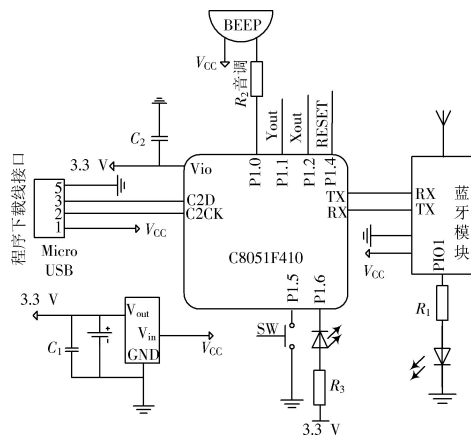 BEEP
VCC
R2音调
Yout
Xout
RESET
C2
3.3 V
Vio
P1.0
P1.1
P1.2
P1.4
程序下载线接口
5
3
2
1
C2D
C2CK
VCC
Micro
USB
TX
RX
RX
TX
蓝牙模块
C8051F410
VCC
PIO1
P1.5
P1.6
3.3 V
Vout
Vin
GND
VCC
C1
SW
R3
3.3 V
R1